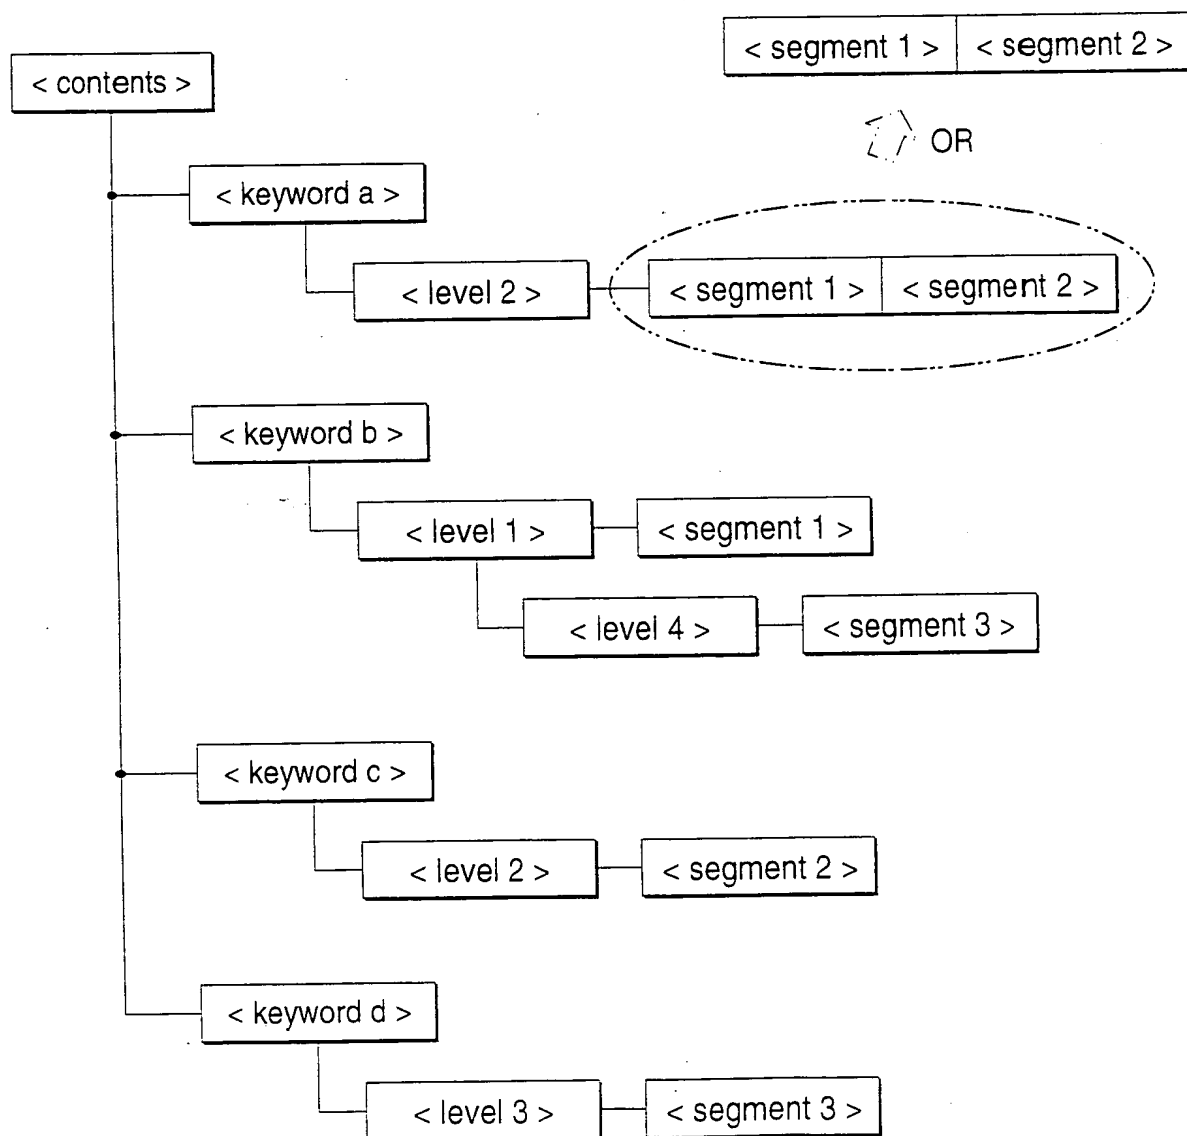 < segment 1 > < segment 2 >
< contents >
OR
< keyword a >
< level 2 > < segment 1 > < segment 2 >
< keyword b >
< level 1 > < segment 1 >
< level 4 > < segment 3 >
< keyword c >
< level 2 > < segment 2 >
< keyword d >
< level 3 > < segment 3 >